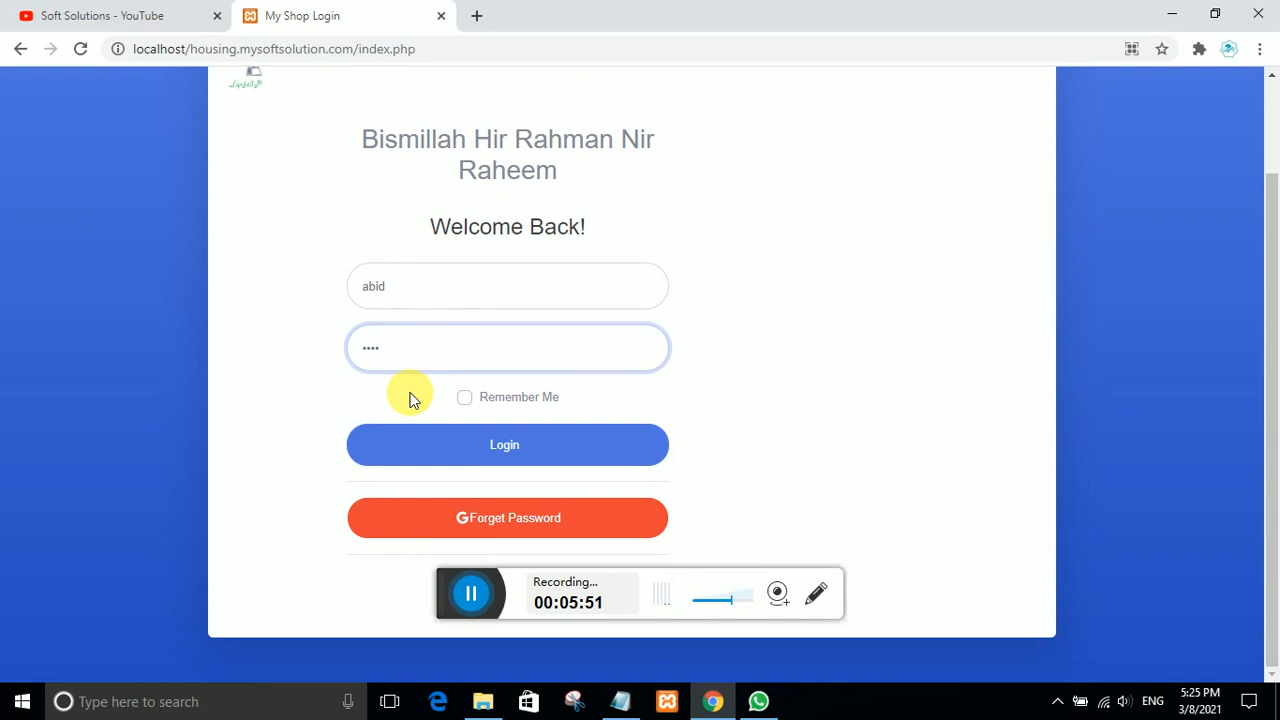 Soft Solutions - YouTube
My Shop Login
localhost/housing.mysoftsolution.com/index.php
Bismillah Hir Rahman Nir
Raheem
Welcome Back!
abid
••••
Remember Me
Login
Forget Password
Recording...
00:05:51
Type here to search
ENG
5:25 PM
3/8/2021